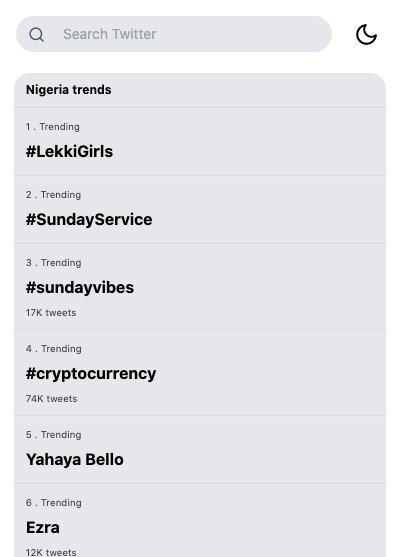 Search Twitter
Nigeria trends
1 . Trending
#LekkiGirls
2 . Trending
#SundayService
3 . Trending
#sundayvibes
17K tweets
4 . Trending
#cryptocurrency
74K tweets
5 . Trending
Yahaya Bello
6 . Trending
Ezra
12K tweets